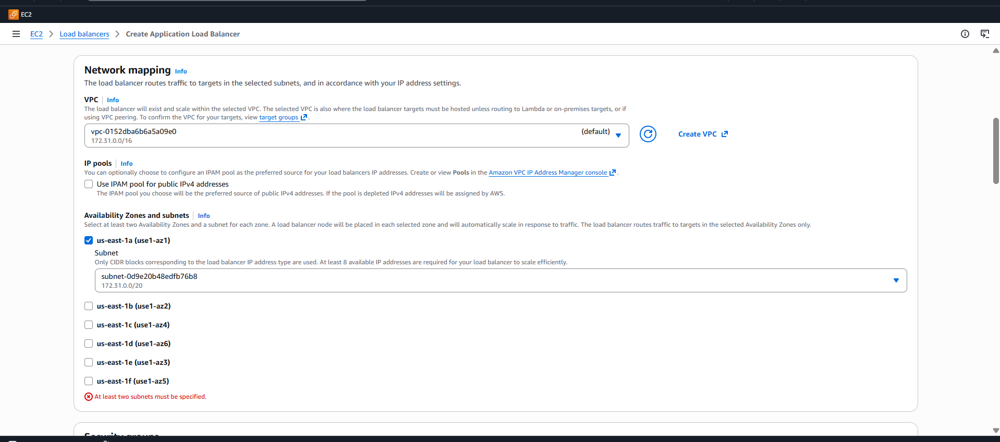 EC2
EC2 > Load balancers > Create Application Load Balancer
Network mapping Info
The load balancer routes traffic to targets in the selected subnets, and in accordance with your IP address settings.
VPC Info
The load balancer will exist and scale within the selected VPC. The selected VPC is also where the load balancer targets must be hosted unless routing to Lambda or on-premises targets, or if
using VPC peering. To confirm the VPC for your targets, view target groups .
vpc-0152dba6b6a5a09e0 (default)
172.31.0.0/16
Create VPC
IP pools Info
You can optionally choose to configure an IPAM pool as the preferred source for your load balancers IP addresses. Create or view Pools in the Amazon VPC IP Address Manager console .
Use IPAM pool for public IPv4 addresses
The IPAM pool you choose will be the preferred source of public IPv4 addresses. If the pool is depleted IPv4 addresses will be assigned by AWS.
Availability Zones and subnets Info
Select at least two Availability Zones and a subnet for each zone. A load balancer node will be placed in each selected zone and will automatically scale in response to traffic. The load balancer routes traffic to targets in the selected Availability Zones only.
us-east-1a (use1-az1)
Subnet
Only CIDR blocks corresponding to the load balancer IP address type are used. At least 8 available IP addresses are required for your load balancer to scale efficiently.
subnet-0d9e20b48edfb76b8
172.31.0.0/20
us-east-1b (use1-az2)
us-east-1c (use1-az4)
us-east-1d (use1-az6)
us-east-1e (use1-az3)
us-east-1f (use1-az5)
At least two subnets must be specified.
Security groups